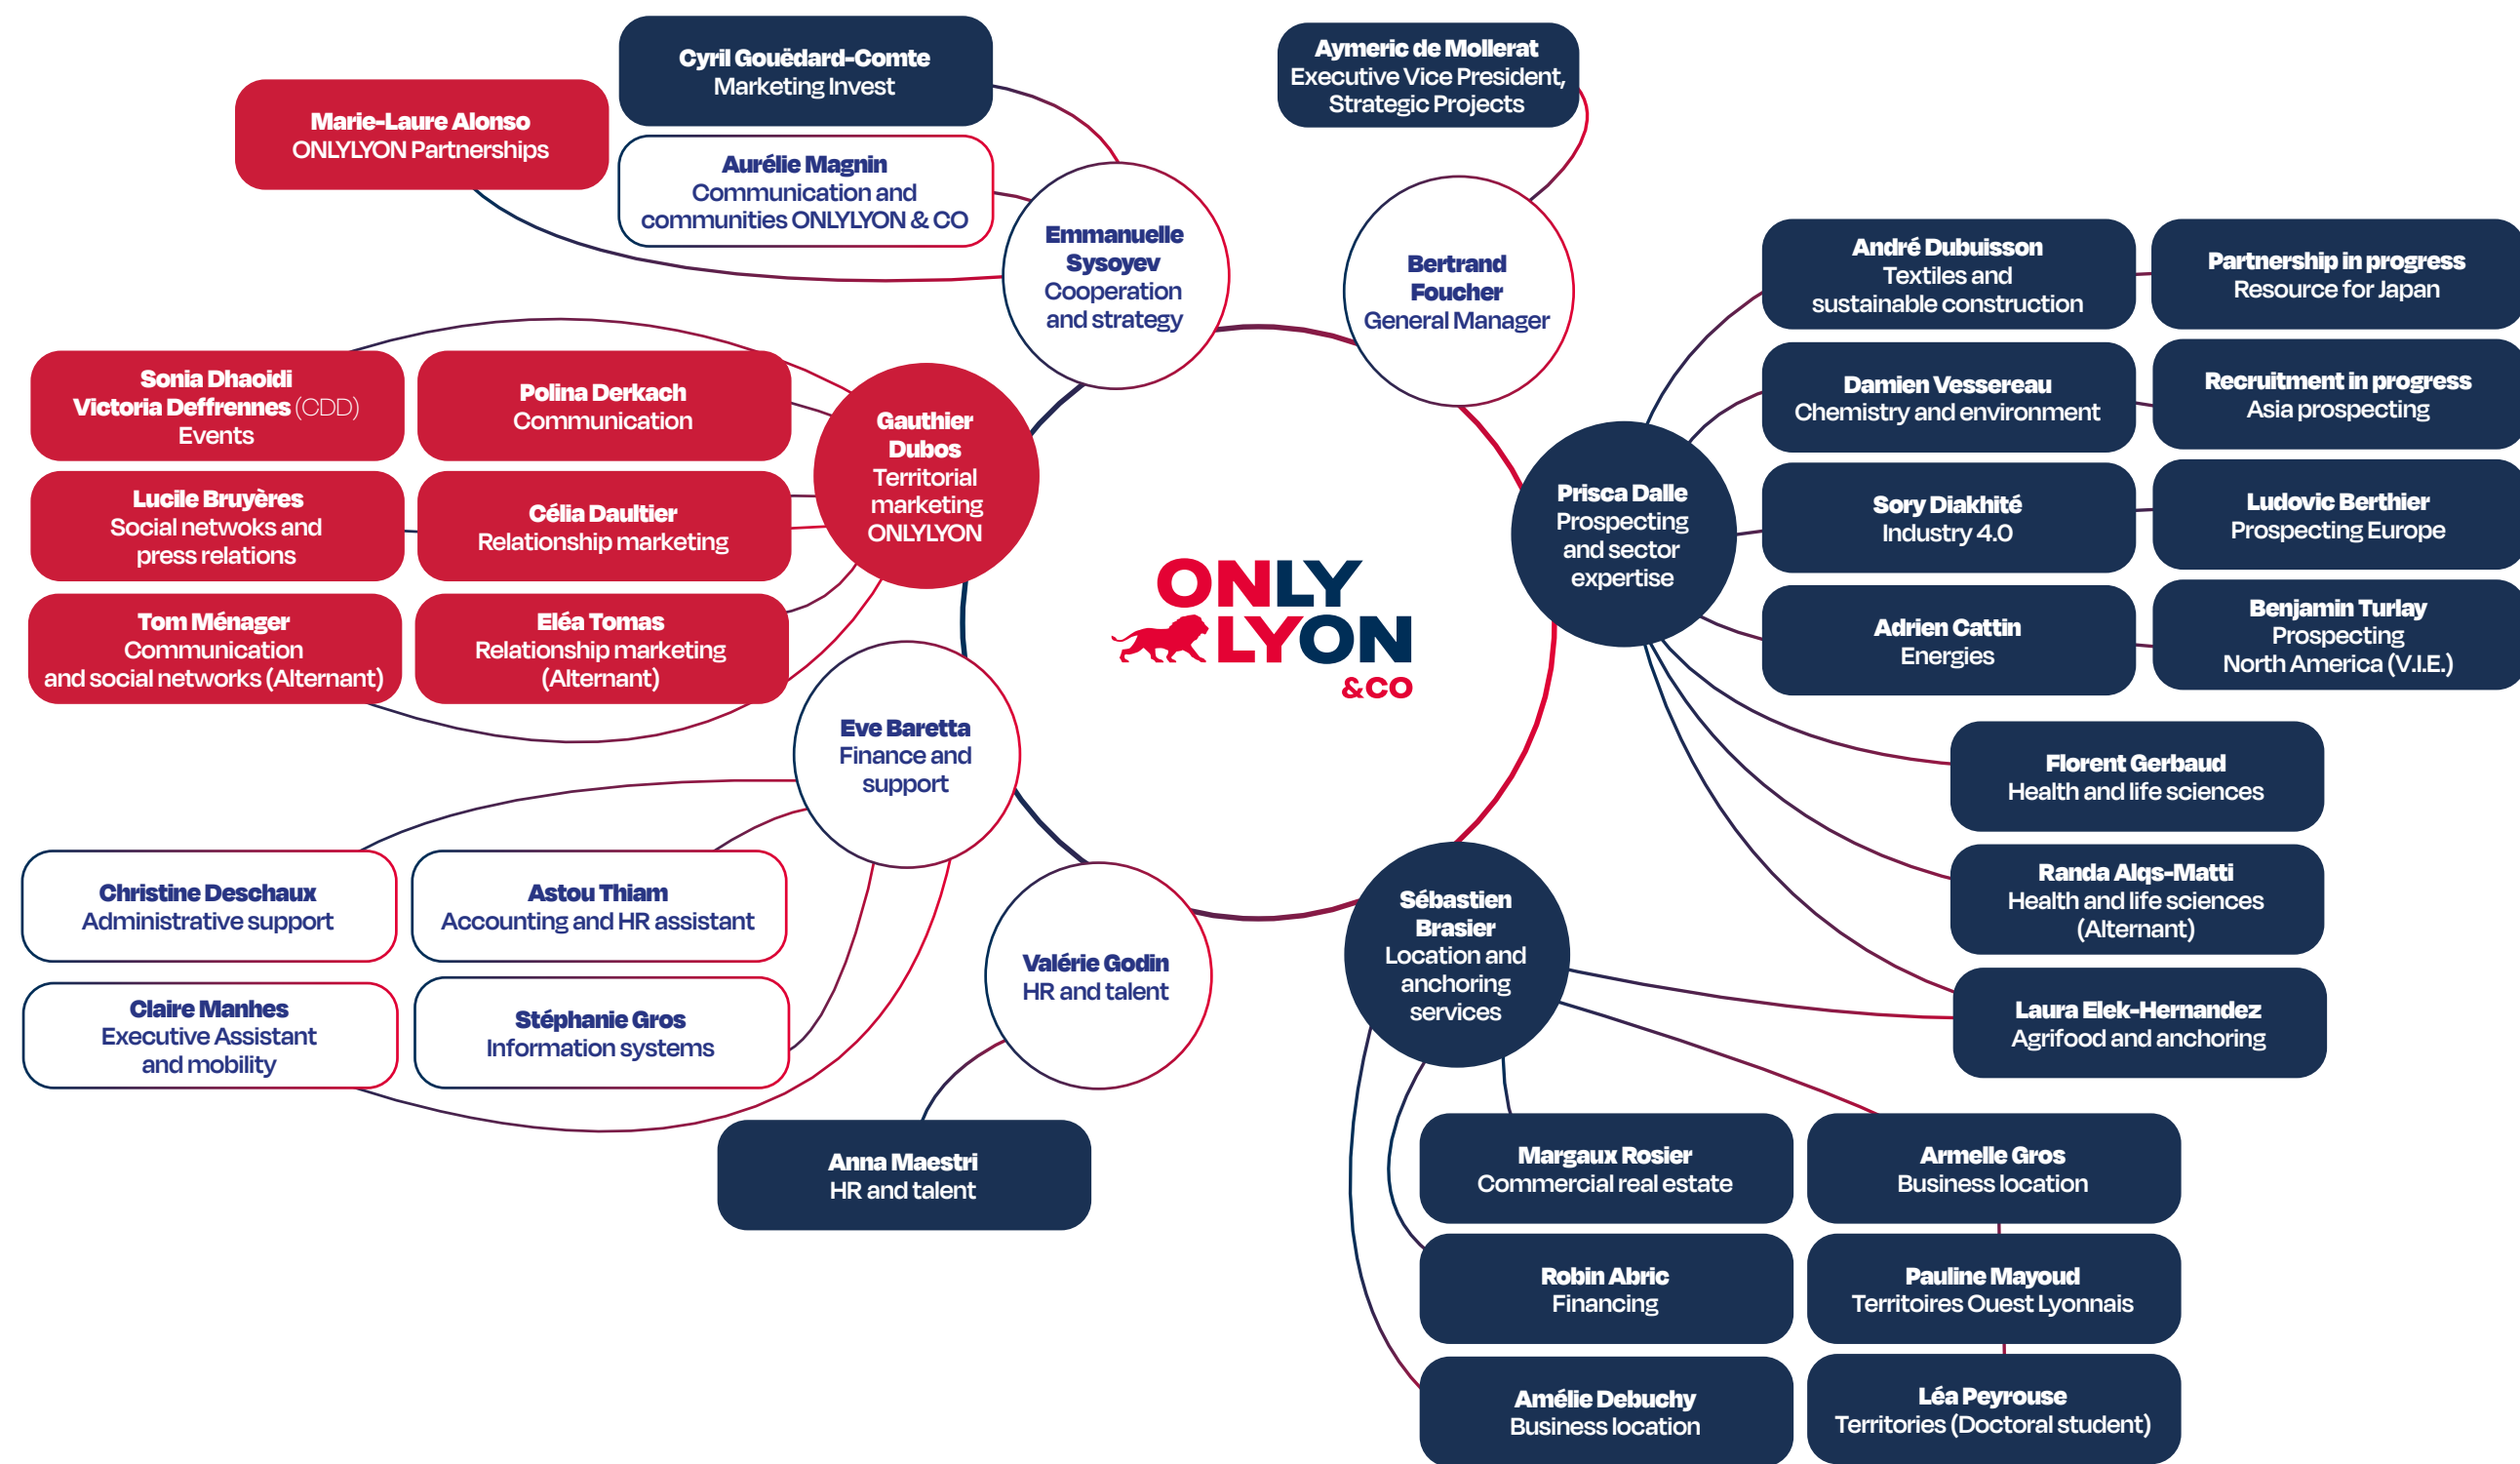 Cyril Gouëdard-Comte
Marketing Invest
Aymeric de Mollerat
Executive Vice President,
Strategic Projects
Marie-Laure Alonso
ONLYLYON Partnerships
Aurélie Magnin
Communication and
communities ONLYLYON & CO
Emmanuelle
Sysoyev
Cooperation
and strategy
Bertrand
Foucher
General Manager
André Dubuisson
Textiles and
sustainable construction
Partnership in progress
Resource for Japan
Damien Vessereau
Chemistry and environment
Recruitment in progress
Asia prospecting
Sonia Dhaoidi
Victoria Deffrennes (CDD)
Events
Polina Derkach
Communication
Gauthier
Dubos
Territorial
marketing
ONLYLYON
Prisca Dalle
Prospecting
and sector
expertise
Sory Diakhité
Industry 4.0
Ludovic Berthier
Prospecting Europe
Lucile Bruyères
Social netwoks and
press relations
Célia Daultier
Relationship marketing
ONLY
LYON
&CO
Adrien Cattin
Energies
Benjamin Turlay
Prospecting
North America (V.I.E.)
Tom Ménager
Communication
and social networks (Alternant)
Eléa Tomas
Relationship marketing
(Alternant)
Eve Baretta
Finance and
support
Florent Gerbaud
Health and life sciences
Randa Alqs-Matti
Health and life sciences
(Alternant)
Christine Deschaux
Administrative support
Astou Thiam
Accounting and HR assistant
Valérie Godin
HR and talent
Sébastien
Brasier
Location and
anchoring
services
Laura Elek-Hernandez
Agrifood and anchoring
Claire Manhes
Executive Assistant
and mobility
Stéphanie Gros
Information systems
Anna Maestri
HR and talent
Margaux Rosier
Commercial real estate
Armelle Gros
Business location
Robin Abric
Financing
Pauline Mayoud
Territoires Ouest Lyonnais
Amélie Debuchy
Business location
Léa Peyrouse
Territories (Doctoral student)